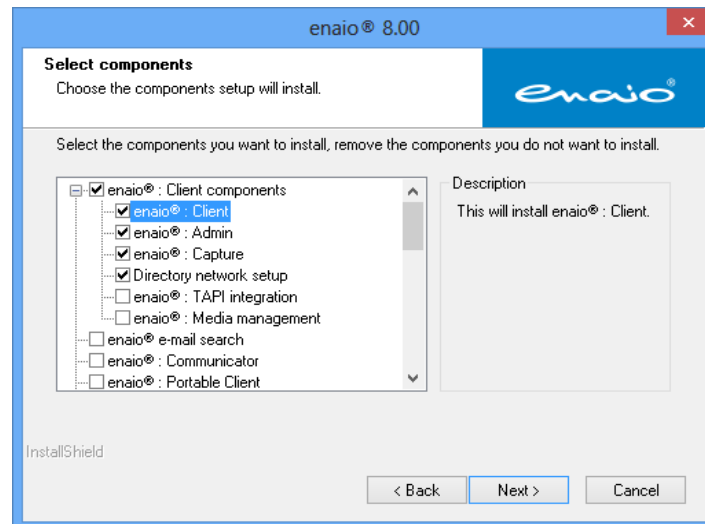 enaio® 8.00
Select components
Choose the components setup will install.
enaio®
Select the components you want to install, remove the components you do not want to install.
enaio® : Client components
enaio® : Client
enaio® : Admin
enaio® : Capture
Directory network setup
enaio® : TAPI integration
enaio® : Media management
enaio® e-mail search
enaio® : Communicator
enaio® : Portable Client
Description
This will install enaio® : Client.
InstallShield
< Back
Next >
Cancel